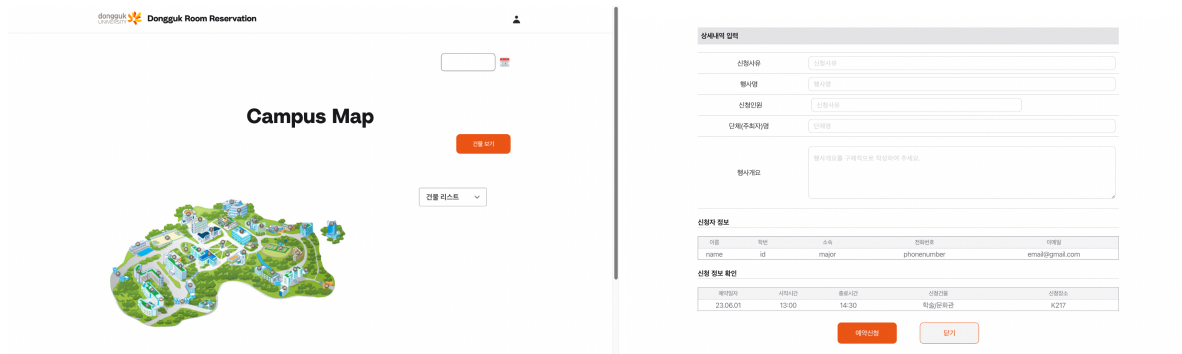 dongguk
UNIVERSITY
Dongguk Room Reservation
Campus Map
건물 보기
건물 리스트
상세내역 입력
신청사유 신청사유
행사명 행사명
신청인원 신청사유
단체(주최자)명 단체명
행사개요 행사개요를 구체적으로 작성하여 주세요.
신청자 정보
이름 학번 소속 전화번호 이메일
name id major phonenumber email@gmail.com
신청 정보 확인
예약일자 시작시간 종료시간 신청건물 신청장소
23.06.01 13:00 14:30 학술/문화관 K217
예약신청 닫기